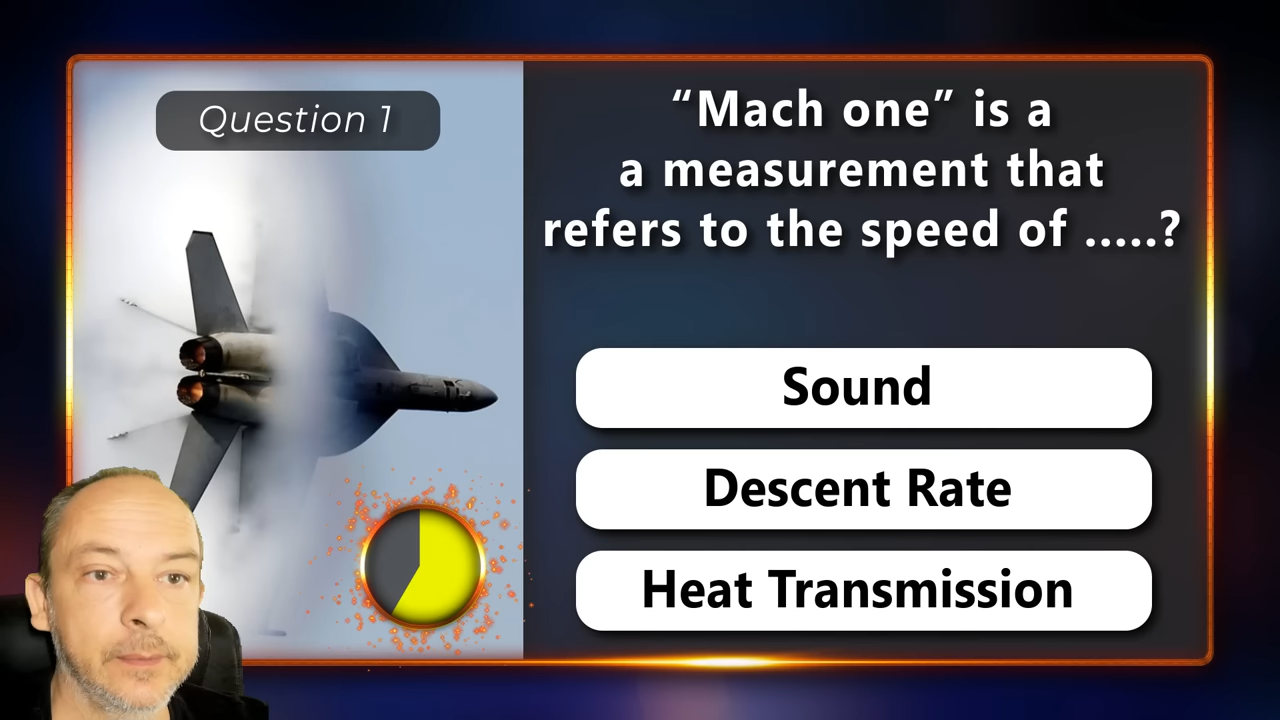 Question 1
“Mach one” is a
a measurement that
refers to the speed of .....?
Sound
Descent Rate
Heat Transmission